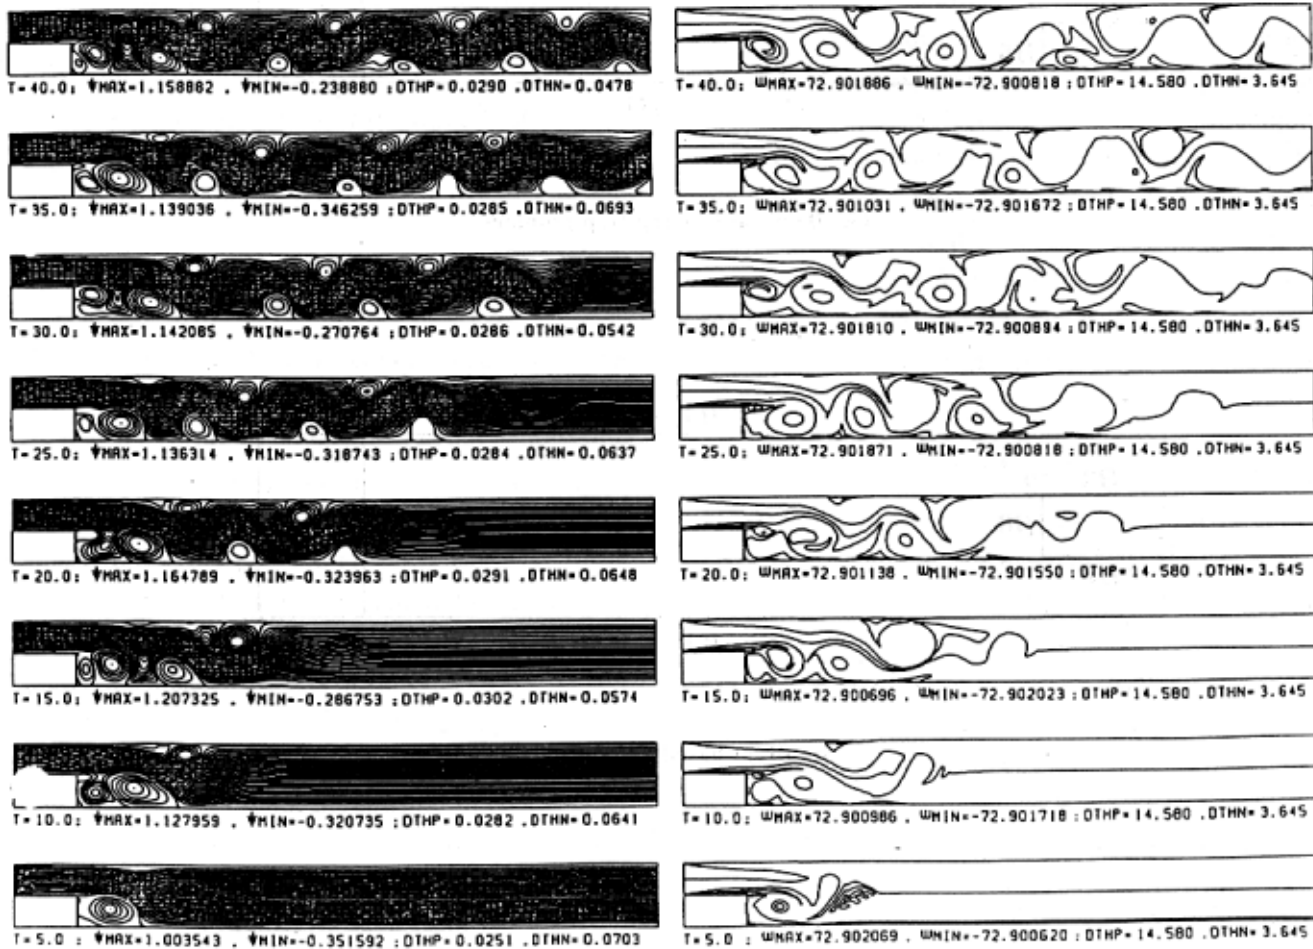 T=40.0; ΨMAX=1.158882 , ΨMIN=-0.238880 ;DTHP=0.0290 ,DTHN=0.0478
T=40.0; ωMAX=72.901886 , ωMIN=-72.900818 ;DTHP=14.580 ,DTHN=3.645
T=35.0; ΨMAX=1.139036 , ΨMIN=-0.346259 ;DTHP=0.0285 ,DTHN=0.0693
T=35.0; ωMAX=72.901031 , ωMIN=-72.901672 ;DTHP=14.580 ,DTHN=3.645
T=30.0; ΨMAX=1.142085 , ΨMIN=-0.270764 ;DTHP=0.0286 ,DTHN=0.0542
T=30.0; ωMAX=72.901810 , ωMIN=-72.900894 ;DTHP=14.580 ,DTHN=3.645
T=25.0; ΨMAX=1.136314 , ΨMIN=-0.318743 ;DTHP=0.0284 ,DTHN=0.0637
T=25.0; ωMAX=72.901871 , ωMIN=-72.900818 ;DTHP=14.580 ,DTHN=3.645
T=20.0; ΨMAX=1.164789 , ΨMIN=-0.323963 ;DTHP=0.0291 ,DTHN=0.0648
T=20.0; ωMAX=72.901138 , ωMIN=-72.901550 ;DTHP=14.580 ,DTHN=3.645
T=15.0; ΨMAX=1.207325 , ΨMIN=-0.286753 ;DTHP=0.0302 ,DTHN=0.0574
T=15.0; ωMAX=72.900696 , ωMIN=-72.902023 ;DTHP=14.580 ,DTHN=3.645
T=10.0; ΨMAX=1.127959 , ΨMIN=-0.320735 ;DTHP=0.0282 ,DTHN=0.0641
T=10.0; ωMAX=72.900986 , ωMIN=-72.901718 ;DTHP=14.580 ,DTHN=3.645
T=5.0 ; ΨMAX=1.003543 , ΨMIN=-0.351592 ;DTHP=0.0251 ,DTHN=0.0703
T=5.0 ; ωMAX=72.902069 , ωMIN=-72.900620 ;DTHP=14.580 ,DTHN=3.645